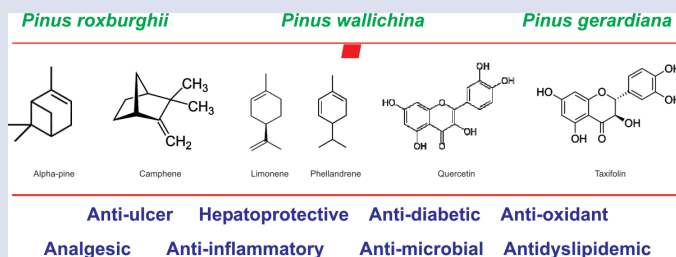 Pinus roxburghii Pinus wallichina Pinus gerardiana
CH3
CH3
CH2
OH
OH
HO
OH
OH
O
O
OH
OH
HO
OH
OH
O
O
Alpha-pine Camphene Limonene Phellandrene Quercetin Taxifolin
Anti-ulcer Hepatoprotective Anti-diabetic Anti-oxidant
Analgesic Anti-inflammatory Anti-microbial Antidyslipidemic